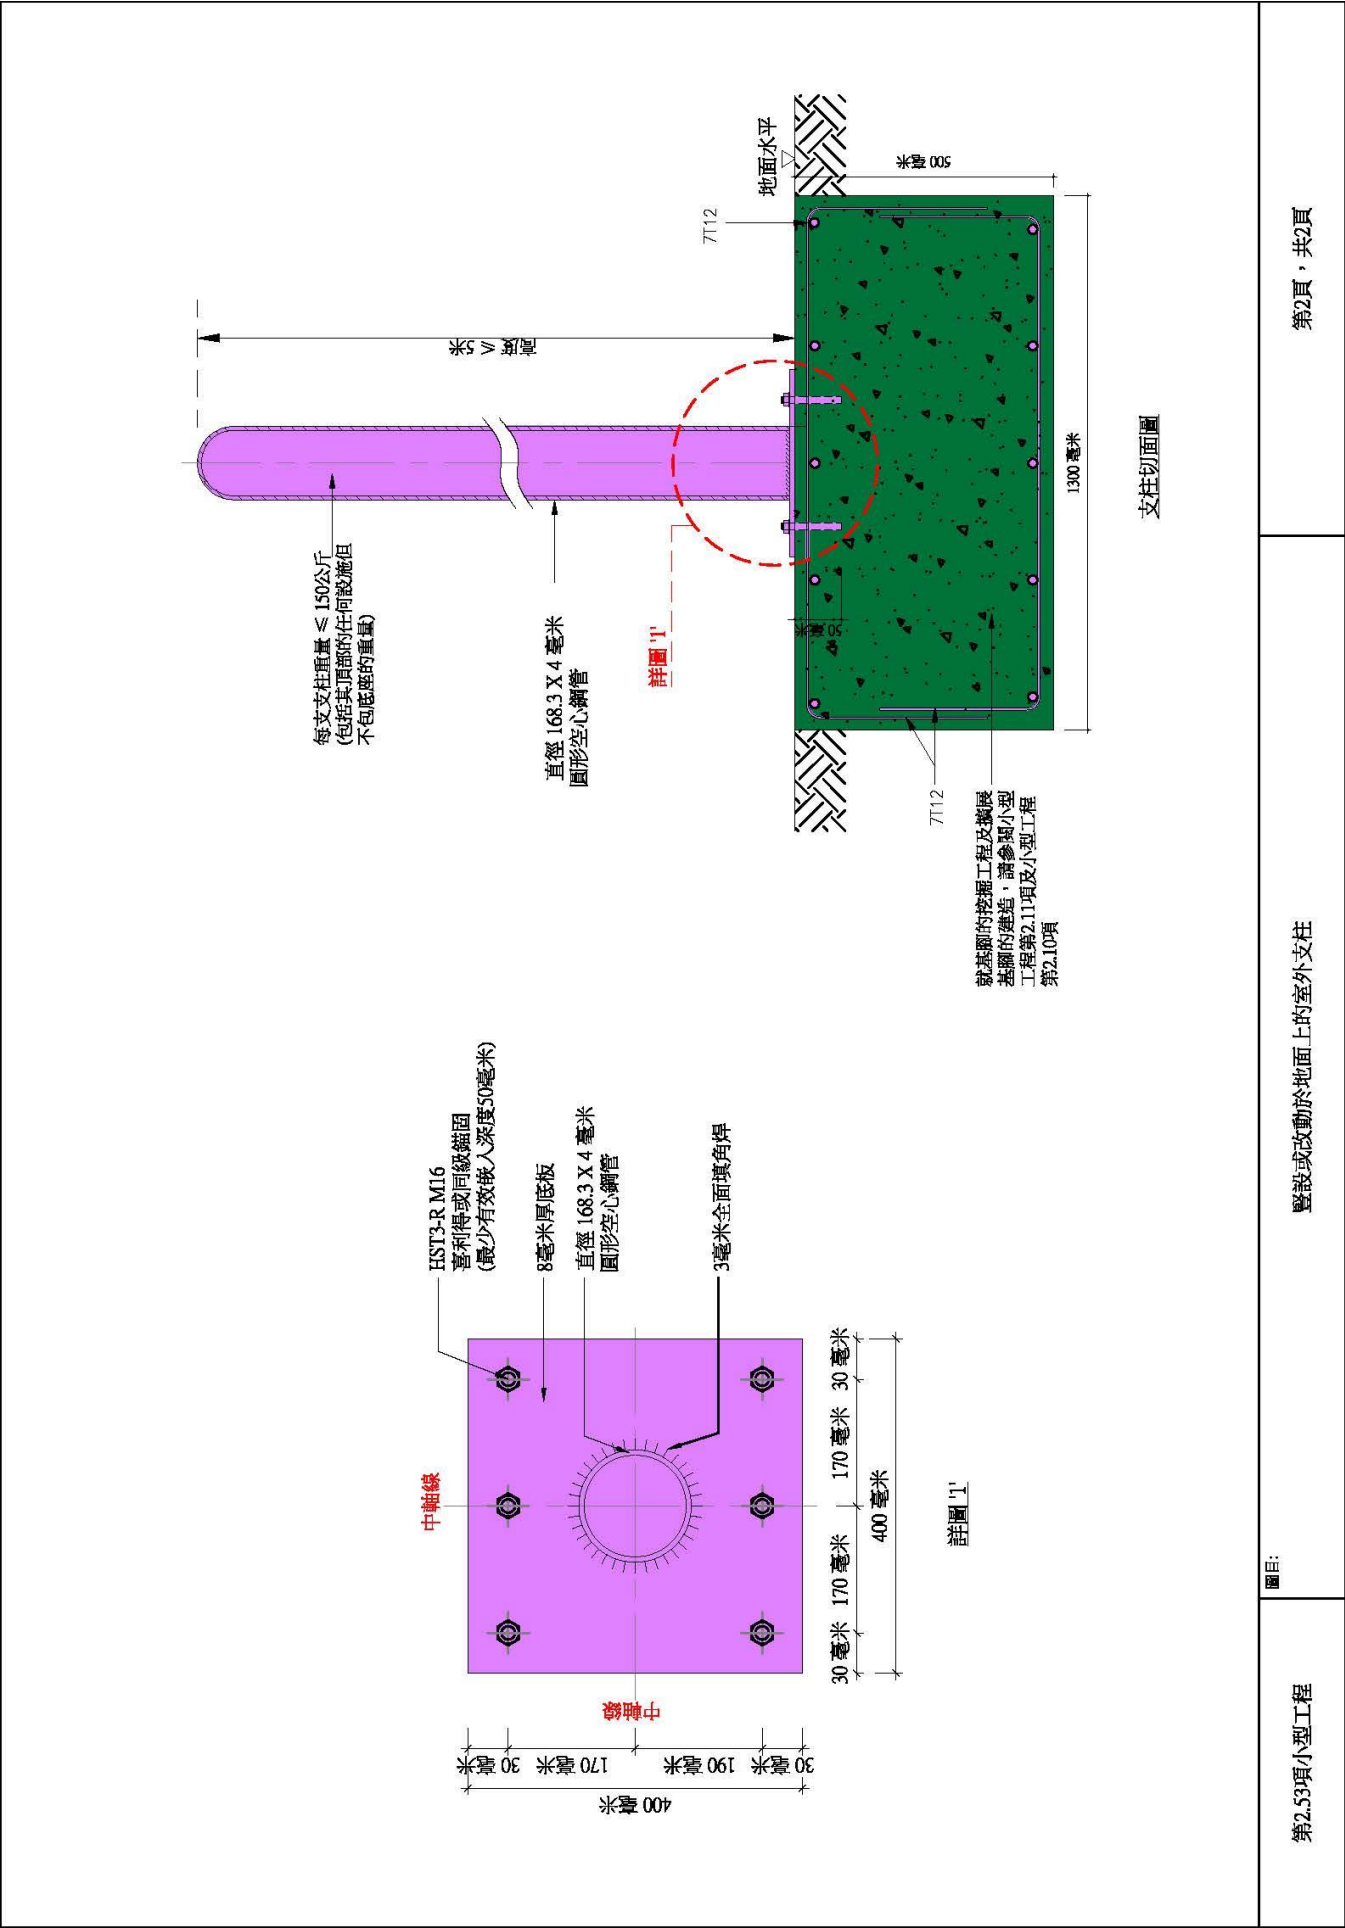 HST3-R M16
喜利得或同級錨固
(最少有效嵌入深度50毫米)
8毫米厚底板
直徑 168.3 X 4 毫米
圓形空心鋼管
3毫米全面填角焊
中軸線
中軸線
30 毫米
170 毫米
190 毫米
30 毫米
400 毫米
30 毫米
170 毫米
170 毫米
30 毫米
400 毫米
詳圖 '1'
每支支柱重量 ≤ 150公斤
(包括其頂部的任何設施但
不包底座的重量)
直徑 168.3 X 4 毫米
圓形空心鋼管
詳圖 '1'
高度 ≤ 5米
7T12
地面水平
500 毫米
50 毫米
7T12
就基腳的挖掘工程及擴展
基腳的建造，請參閱小型
工程第2.11項及小型工程
第2.10項
1300 毫米
支柱切面圖
第2.53項小型工程
圖目:
豎設或改動於地面上的室外支柱
第2頁，共2頁